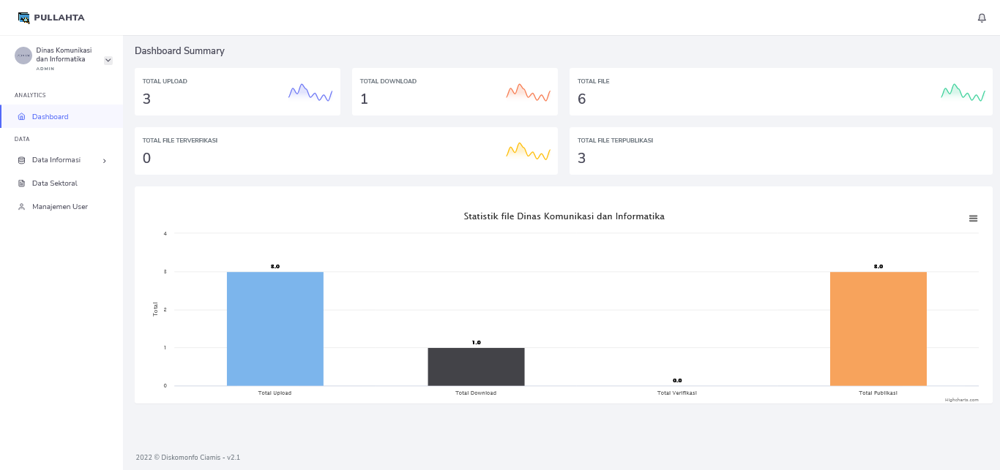 PULLAHTA
Dinas Komunikasi
dan Informatika
ADMIN
ANALYTICS
Dashboard
DATA
Data Informasi
Data Sektoral
Manajemen User
Dashboard Summary
TOTAL UPLOAD
3
TOTAL DOWNLOAD
1
TOTAL FILE
6
TOTAL FILE TERVERFIKASI
0
TOTAL FILE TERPUBLIKASI
3
Statistik file Dinas Komunikasi dan Informatika
4
3
2
1
0
Total
3.0
1.0
0.0
3.0
Total Upload
Total Download
Total Verifikasi
Total Publikasi
Highcharts.com
2022 © Diskomonfo Ciamis - v2.1